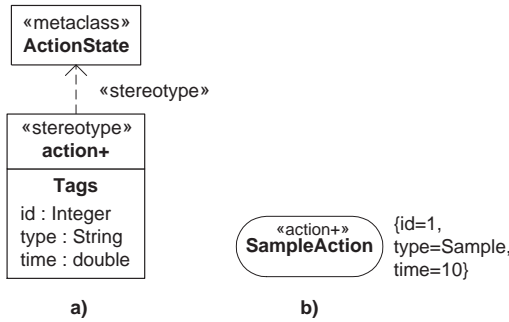 «metaclass»
ActionState
«stereotype»
«stereotype»
action+
Tags
id : Integer
type : String
time : double
a)
«action+»
SampleAction
{id=1,
type=Sample,
time=10}
b)